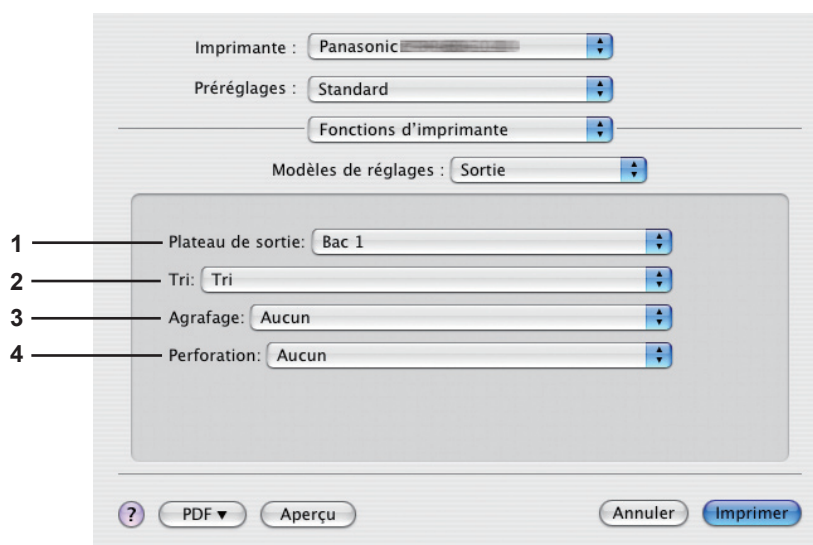 Imprimante : Panasonic
Préréglages : Standard
Fonctions d'imprimante
Modèles de réglages : Sortie
1 Plateau de sortie: Bac 1
2 Tri: Tri
3 Agrafage: Aucun
4 Perforation: Aucun
? PDF ▼ Aperçu Annuler Imprimer